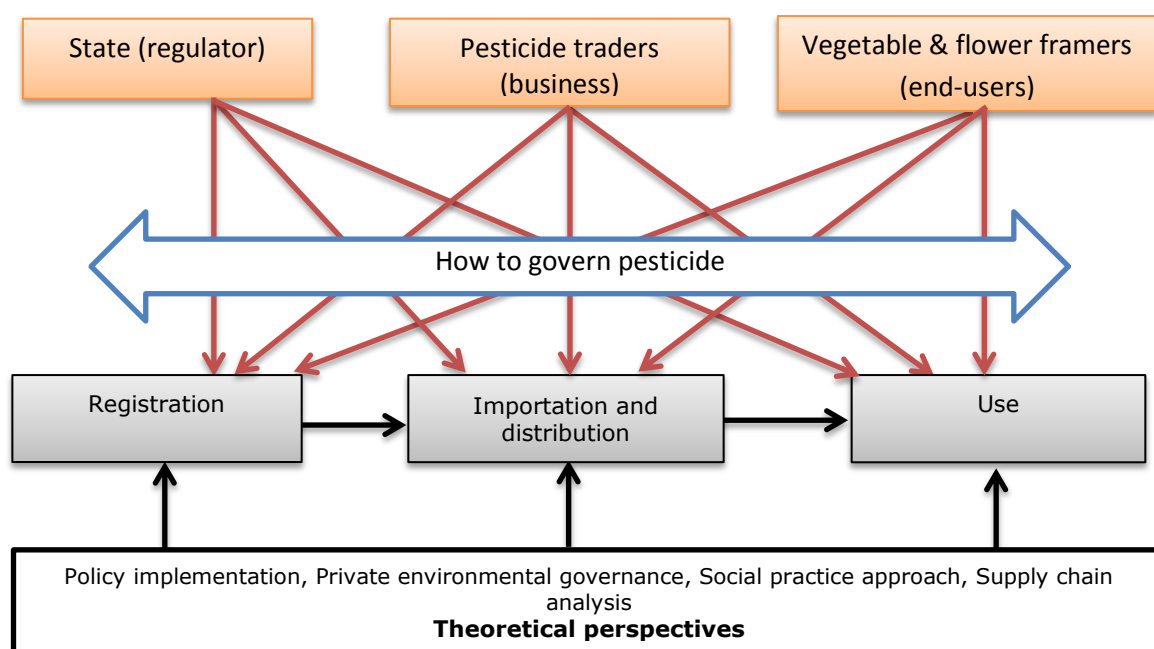 State (regulator)
Pesticide traders
(business)
Vegetable & flower framers
(end-users)
How to govern pesticide
Registration
Importation and
distribution
Use
Policy implementation, Private environmental governance, Social practice approach, Supply chain
analysis
Theoretical perspectives